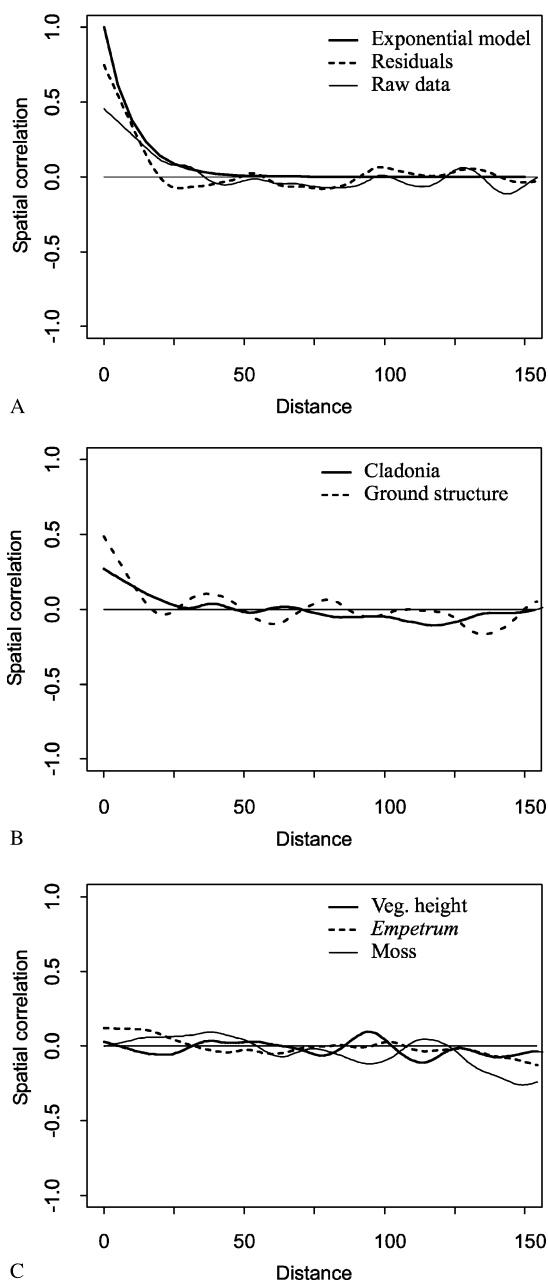 1.0
0.5
0.0
-0.5
-1.0
Spatial correlation
Exponential model
Residuals
Raw data
0 50 100 150
Distance
A
1.0
0.5
0.0
-0.5
-1.0
Spatial correlation
Cladonia
Ground structure
0 50 100 150
Distance
B
1.0
0.5
0.0
-0.5
-1.0
Spatial correlation
Veg. height
Empetrum
Moss
0 50 100 150
Distance
C